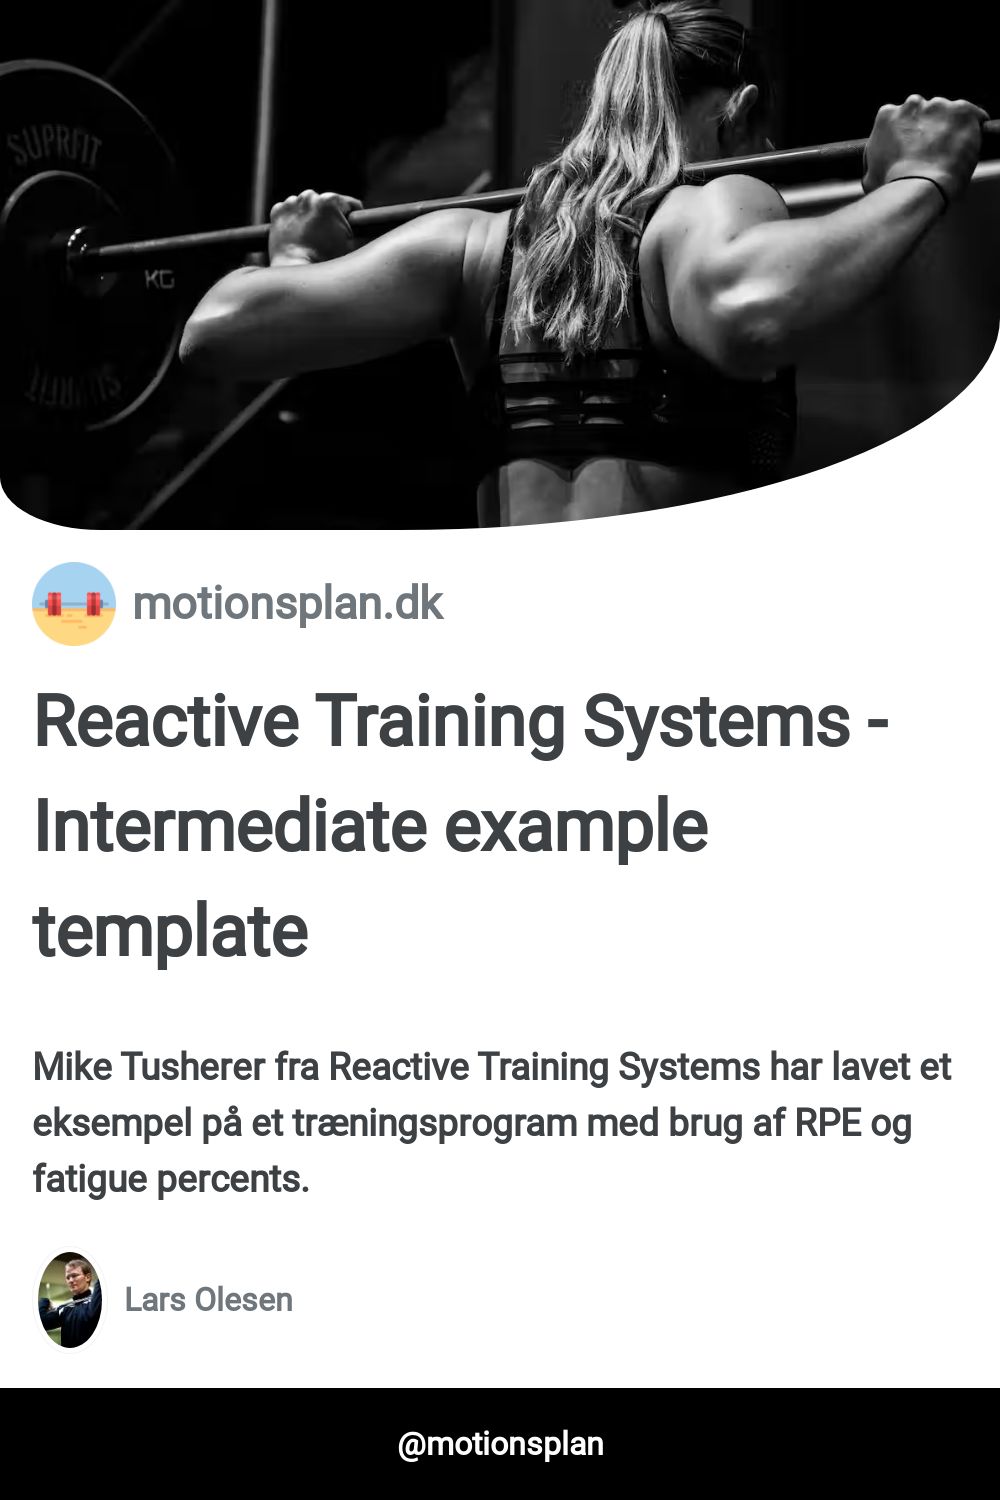 SUPRFIT
KG
SUPRFIT
motionsplan.dk
Reactive Training Systems -
Intermediate example
template
Mike Tusherer fra Reactive Training Systems har lavet et
eksempel på et træningsprogram med brug af RPE og
fatigue percents.
Lars Olesen
@motionsplan